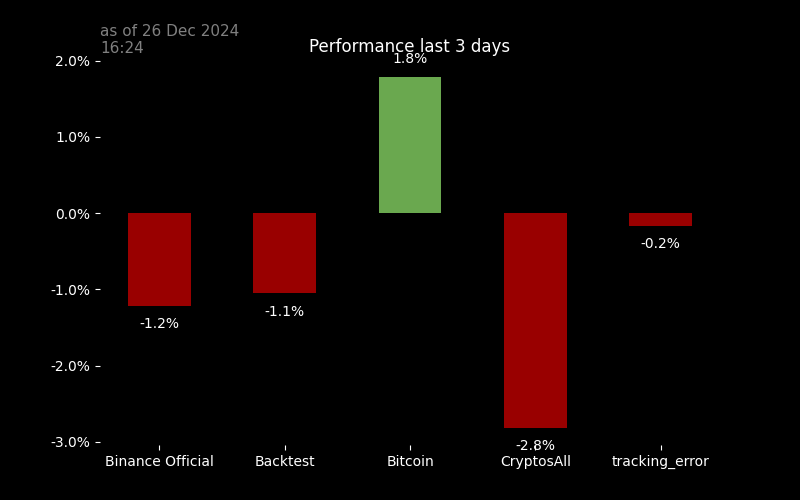 as of 26 Dec 2024
16:24
Performance last 3 days
2.0%
1.0%
0.0%
-1.0%
-2.0%
-3.0%
-1.2%
-1.1%
1.8%
-2.8%
-0.2%
Binance Official
Backtest
Bitcoin
CryptosAll
tracking_error